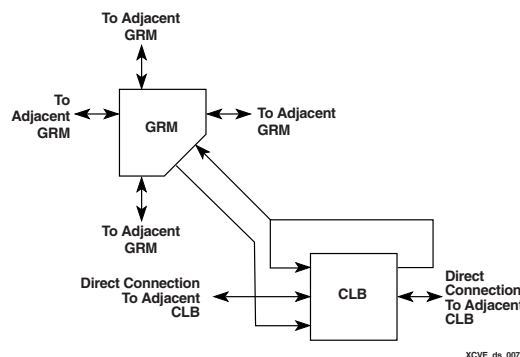 To Adjacent
GRM
To
Adjacent
GRM
GRM
To Adjacent
GRM
To Adjacent
GRM
Direct Connection
To Adjacent
CLB
CLB
Direct
Connection
To Adjacent
CLB
XCVE_ds_007